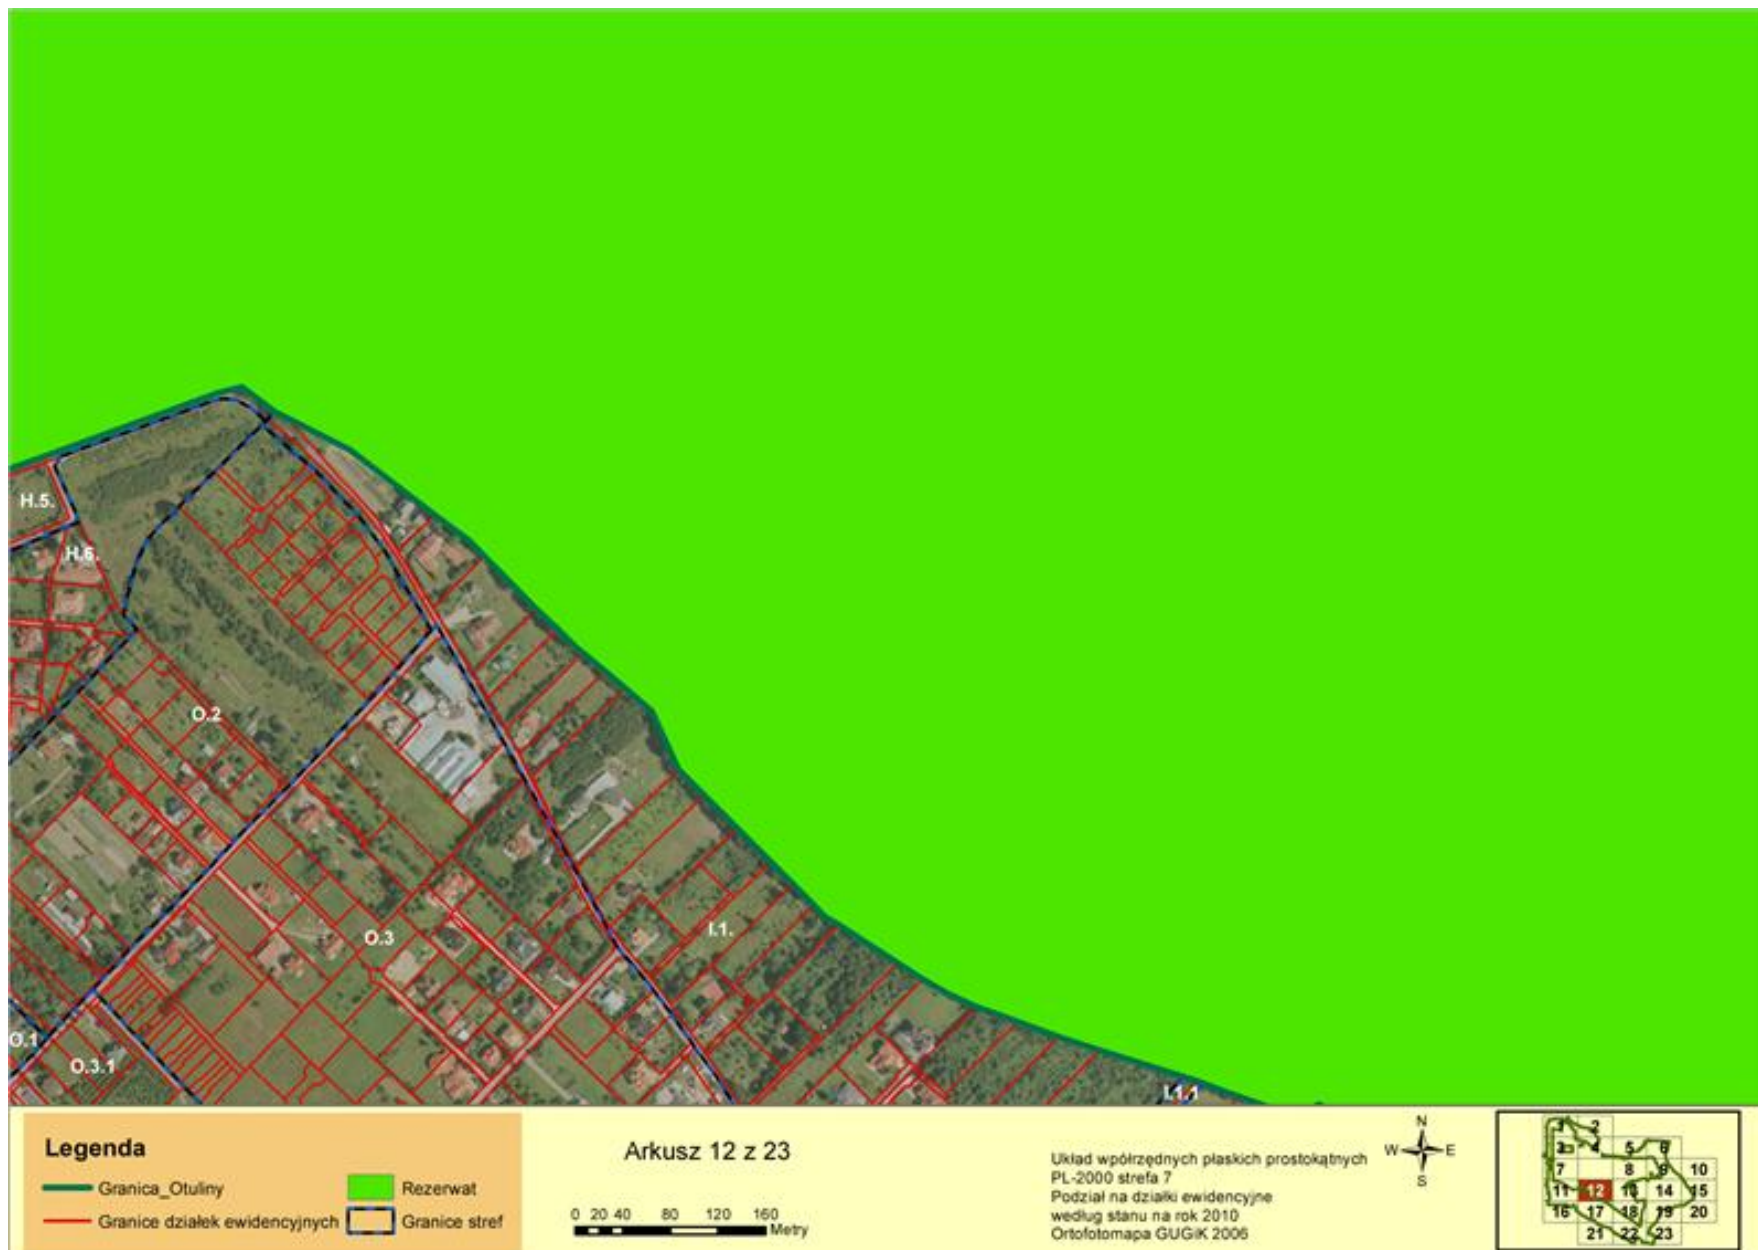 H.5.
H.6.
O.2
O.3
I.1.
O.1
O.3.1
I.1.1
Legenda
Granica_Otuliny
Rezerwat
Granice działek ewidencyjnych
Granice stref
Arkusz 12 z 23
0 20 40 80 120 160
Metry
Układ wpółrzędnych płaskich prostokątnych
PL-2000 strefa 7
Podział na działki ewidencyjne
według stanu na rok 2010
Ortofotomapa GUGiK 2006
N
W E
S
1 2
3 4 5 6
7 8 9 10
11 12 13 14 15
16 17 18 19 20
21 22 23